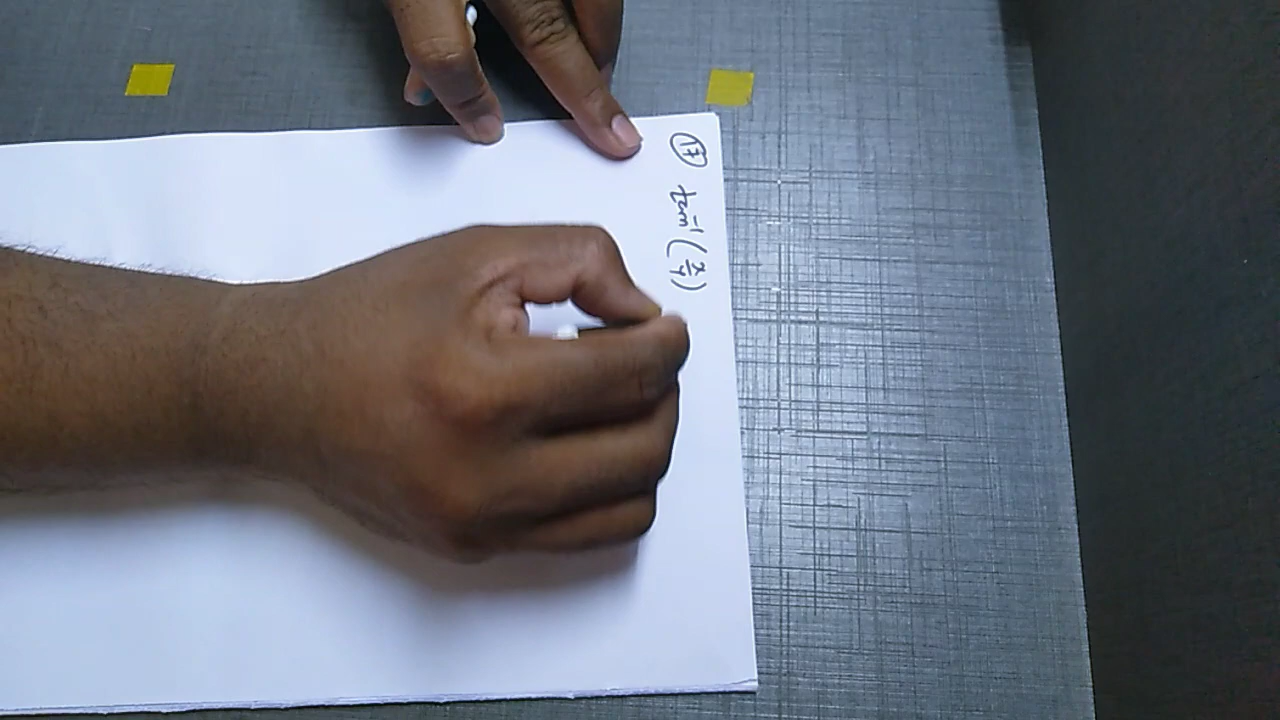 ⑰ tan⁻¹ (x/y)